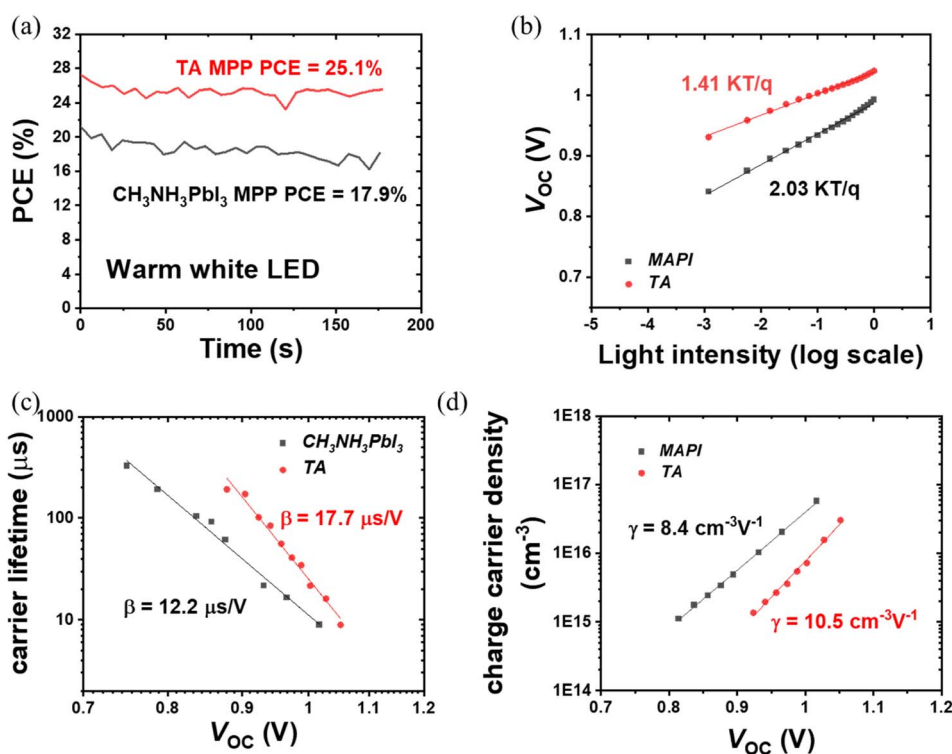 (a)
32
28
24
20
16
12
8
4
0
PCE (%)
TA MPP PCE = 25.1%
CH₃NH₃PbI₃ MPP PCE = 17.9%
Warm white LED
0 50 100 150 200
Time (s)
(b)
1.1
1
0.9
0.8
0.7
V_OC (V)
1.41 KT/q
2.03 KT/q
MAPI
TA
-5 -4 -3 -2 -1 0 1
Light intensity (log scale)
(c)
1000
100
10
carrier lifetime (μs)
CH₃NH₃PbI₃
TA
β = 17.7 μs/V
β = 12.2 μs/V
0.7 0.8 0.9 1 1.1 1.2
V_OC (V)
(d)
1E18
1E17
1E16
1E15
1E14
charge carrier density
(cm⁻³)
MAPI
TA
γ = 8.4 cm⁻³V⁻¹
γ = 10.5 cm⁻³V⁻¹
0.7 0.8 0.9 1 1.1 1.2
V_OC (V)